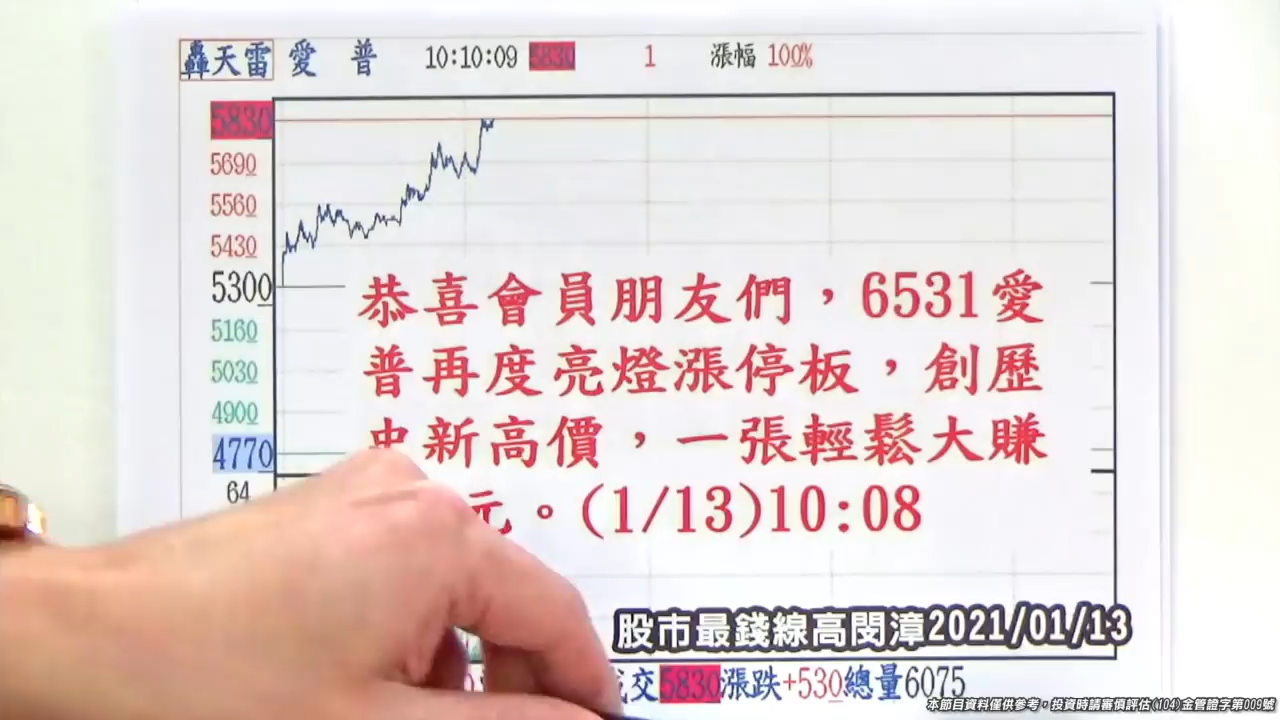 轟天雷 愛 普 10:10:09 5830 1 漲幅 100%
5830
5690
5560
5430
5300
5160
5030
4900
4770
64
恭喜會員朋友們，6531愛
普再度亮燈漲停板，創歷
史新高價，一張輕鬆大賺
元。(1/13)10:08
股市最錢線高閔漳2021/01/13
成交5830漲跌+530總量6075
本節目資料僅供參考，投資時請審慎評估(104)金管證字第009號